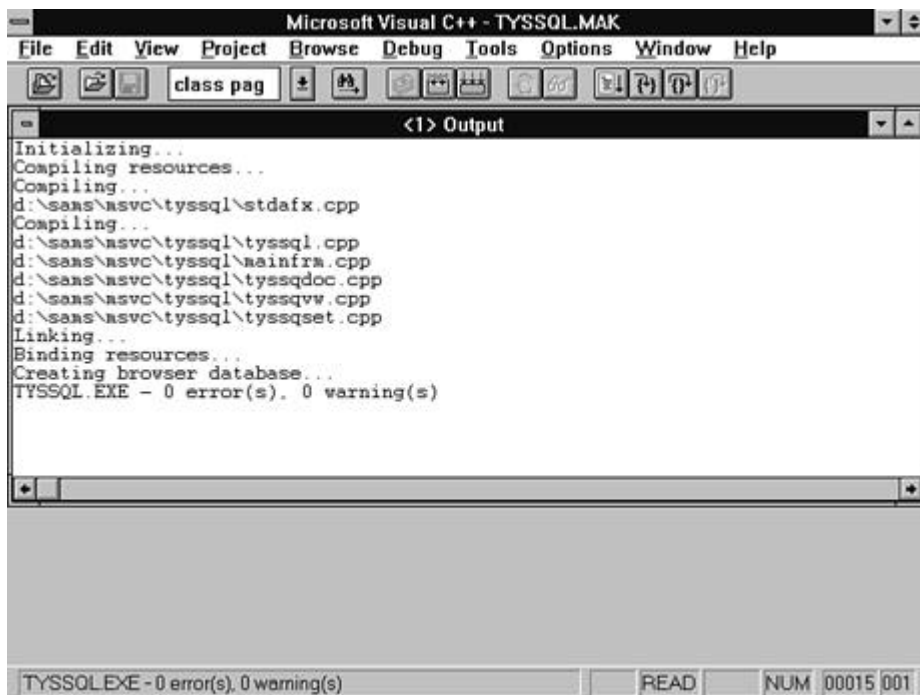 Microsoft Visual C++ - TYSSQL.MAK
File Edit View Project Browse Debug Tools Options Window Help
class pag
<1> Output
Initializing...
Compiling resources...
Compiling...
d:\sams\msvc\tyssql\stdafx.cpp
Compiling...
d:\sams\msvc\tyssql\tyssql.cpp
d:\sams\msvc\tyssql\mainfrm.cpp
d:\sams\msvc\tyssql\tyssqdoc.cpp
d:\sams\msvc\tyssql\tyssqvw.cpp
d:\sams\msvc\tyssql\tyssqset.cpp
Linking...
Binding resources...
Creating browser database...
TYSSQL.EXE - 0 error(s), 0 warning(s)
TYSSQL.EXE - 0 error(s), 0 warning(s) READ NUM 00015 001